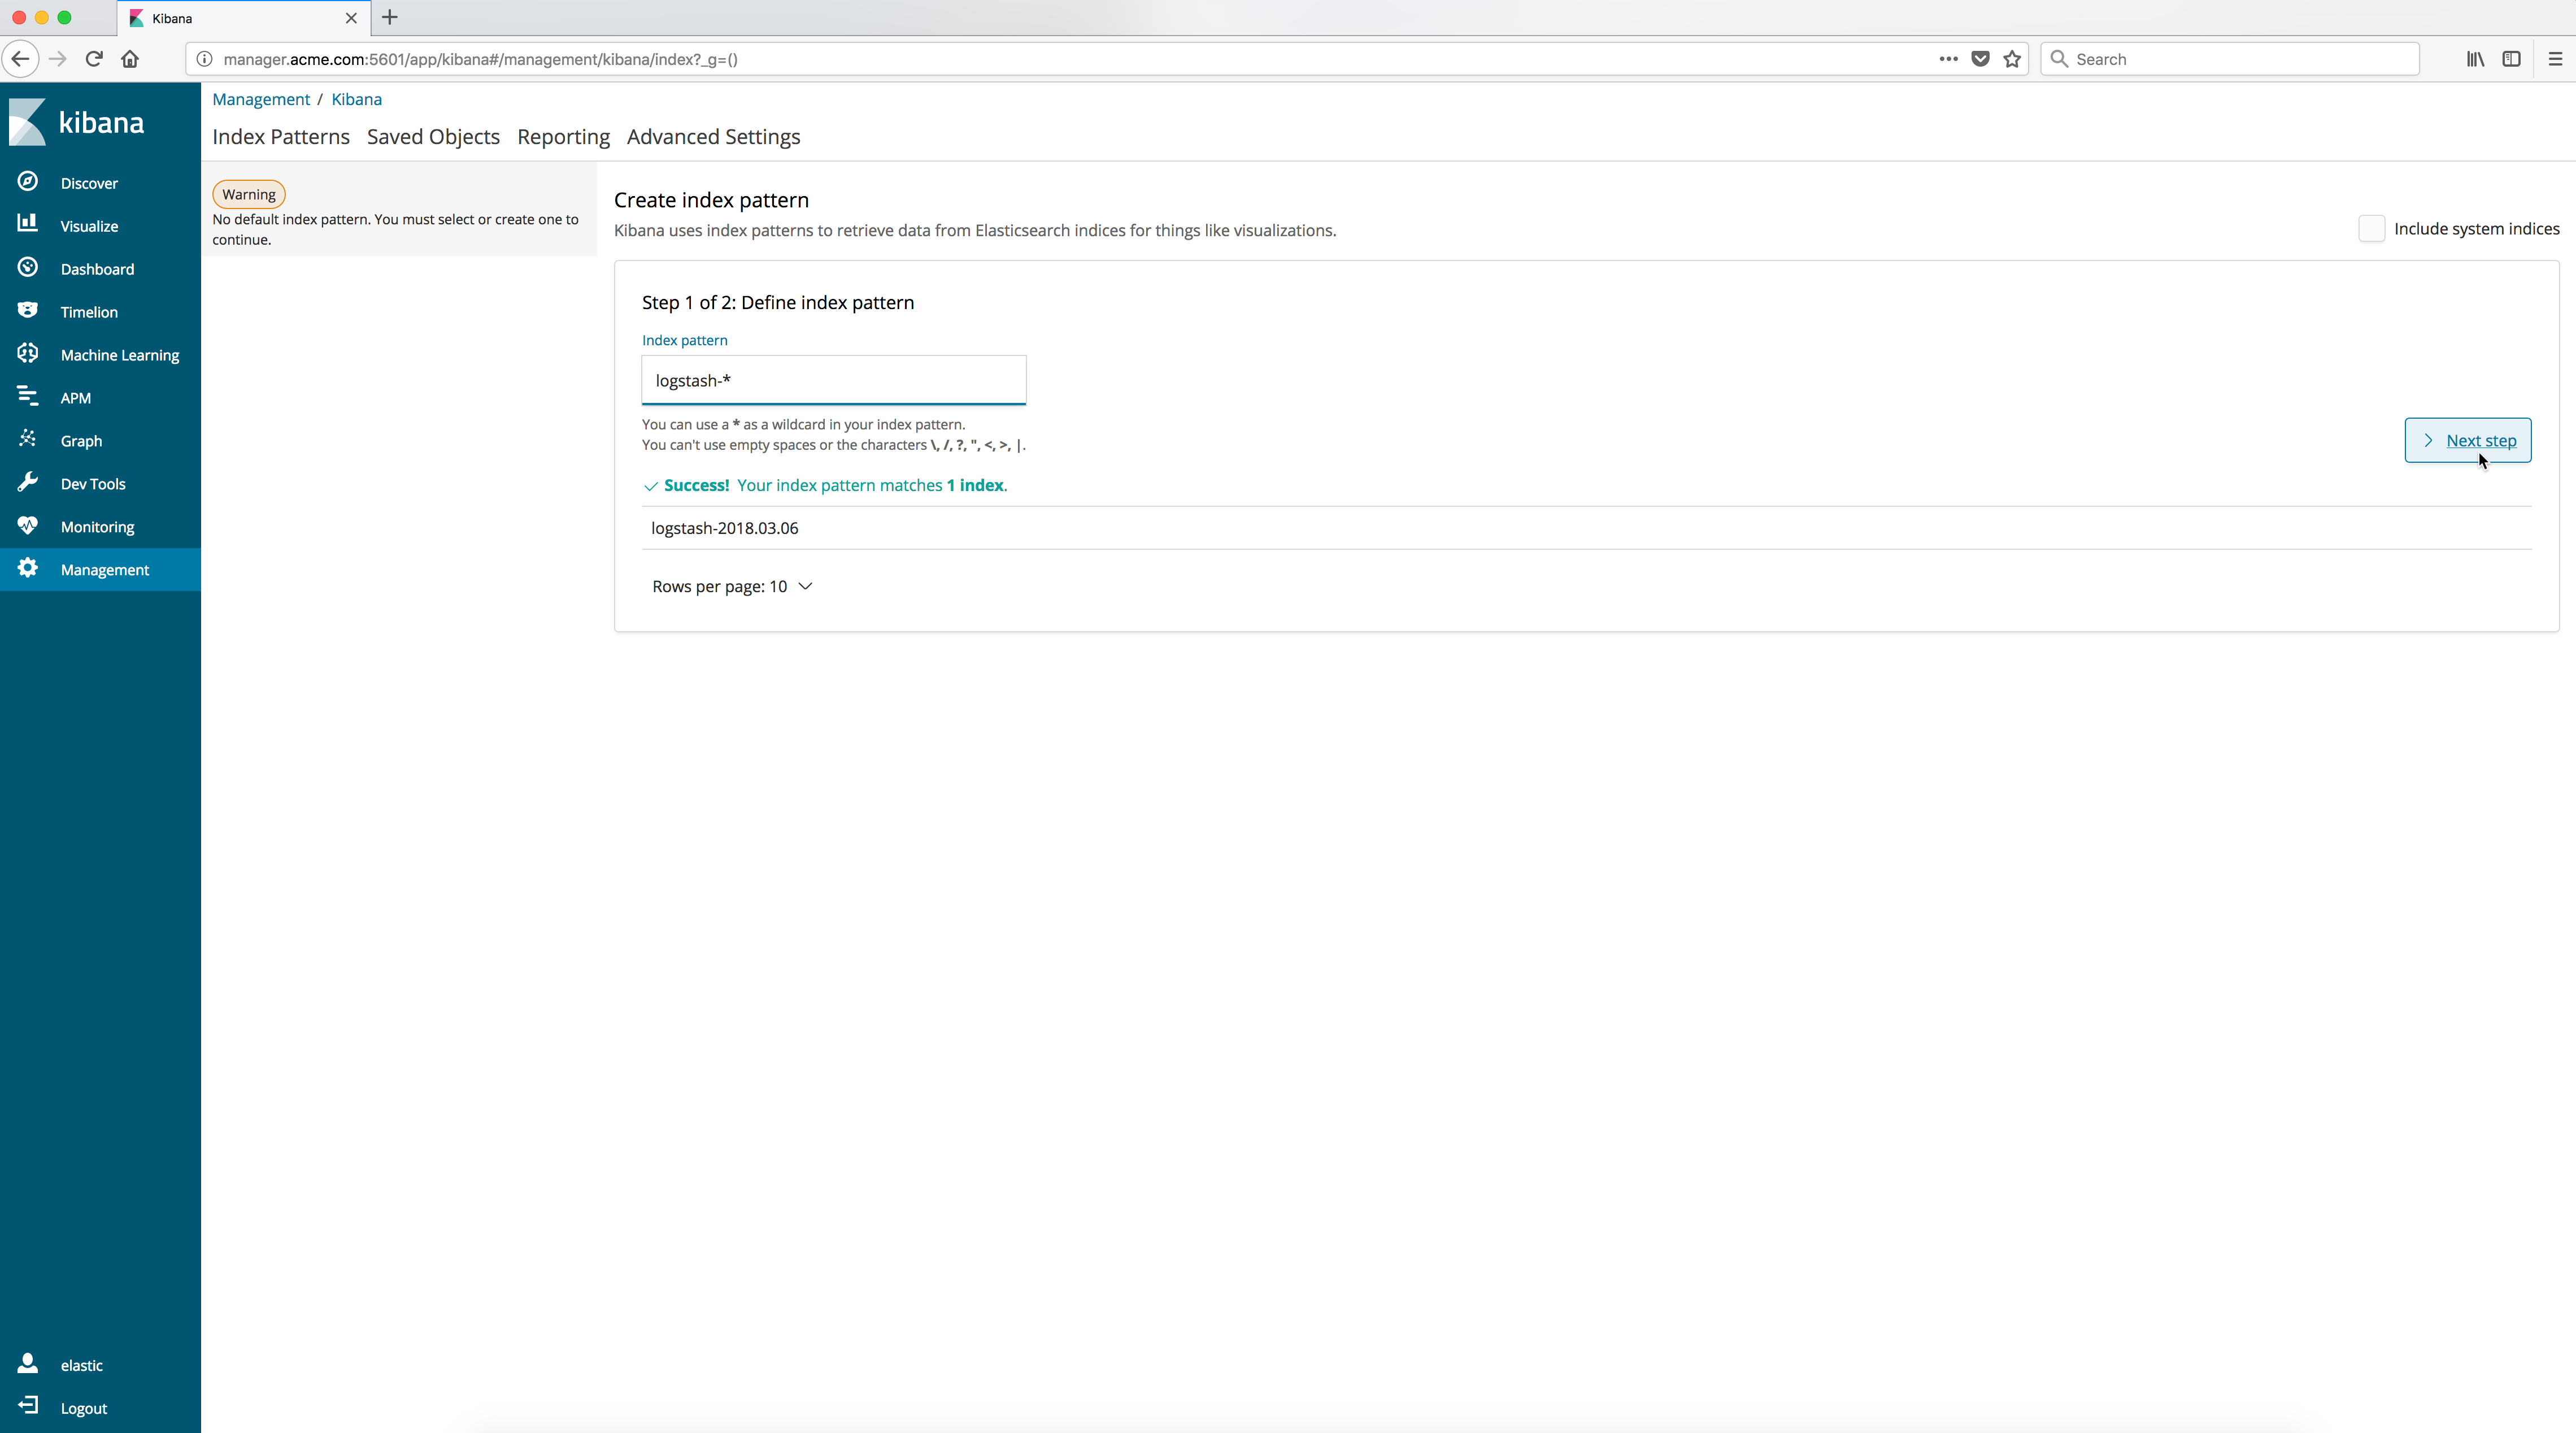 Kibana
manager.acme.com:5601/app/kibana#/management/kibana/index?_g=()
Search
kibana
Discover
Visualize
Dashboard
Timelion
Machine Learning
APM
Graph
Dev Tools
Monitoring
Management
elastic
Logout
Management / Kibana
Index Patterns Saved Objects Reporting Advanced Settings
Warning
No default index pattern. You must select or create one to
continue.
Create index pattern
Kibana uses index patterns to retrieve data from Elasticsearch indices for things like visualizations.
Include system indices
Step 1 of 2: Define index pattern
Index pattern
logstash-*
You can use a * as a wildcard in your index pattern.
You can't use empty spaces or the characters \, /, ?, ", <, >, |.
Next step
Success! Your index pattern matches 1 index.
logstash-2018.03.06
Rows per page: 10